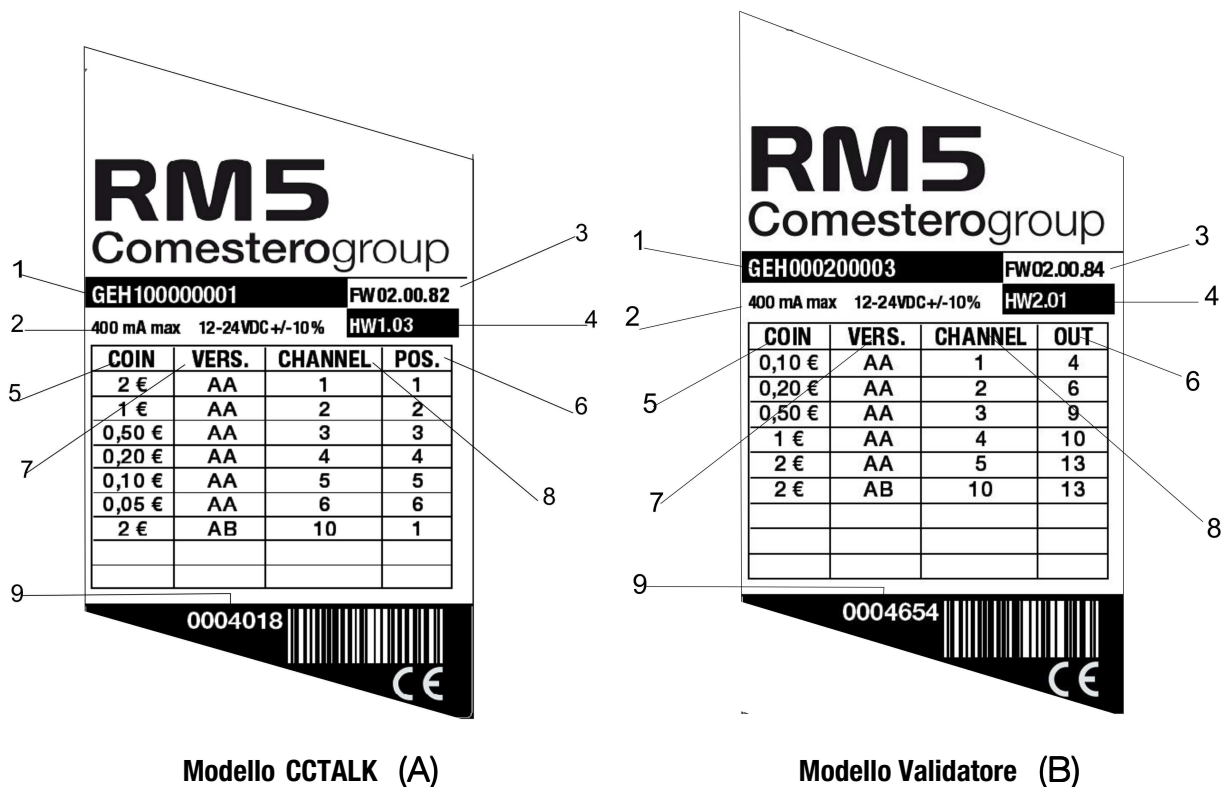 RM5
Comesterogroup
1
3
GEH100000001 FW02.00.82
2
400 mA max 12-24VDC+/-10% HW1.03
4
COIN VERS. CHANNEL POS.
5
6
2 € AA 1 1
1 € AA 2 2
0,50 € AA 3 3
0,20 € AA 4 4
0,10 € AA 5 5
0,05 € AA 6 6
2 € AB 10 1
7
8
9
0004018
CE
Modello CCTALK (A)
RM5
Comesterogroup
1
3
GEH000200003 FW02.00.84
2
400 mA max 12-24VDC+/-10% HW2.01
4
COIN VERS. CHANNEL OUT
5
6
0,10 € AA 1 4
0,20 € AA 2 6
0,50 € AA 3 9
1 € AA 4 10
2 € AA 5 13
2 € AB 10 13
7
8
9
0004654
CE
Modello Validatore (B)